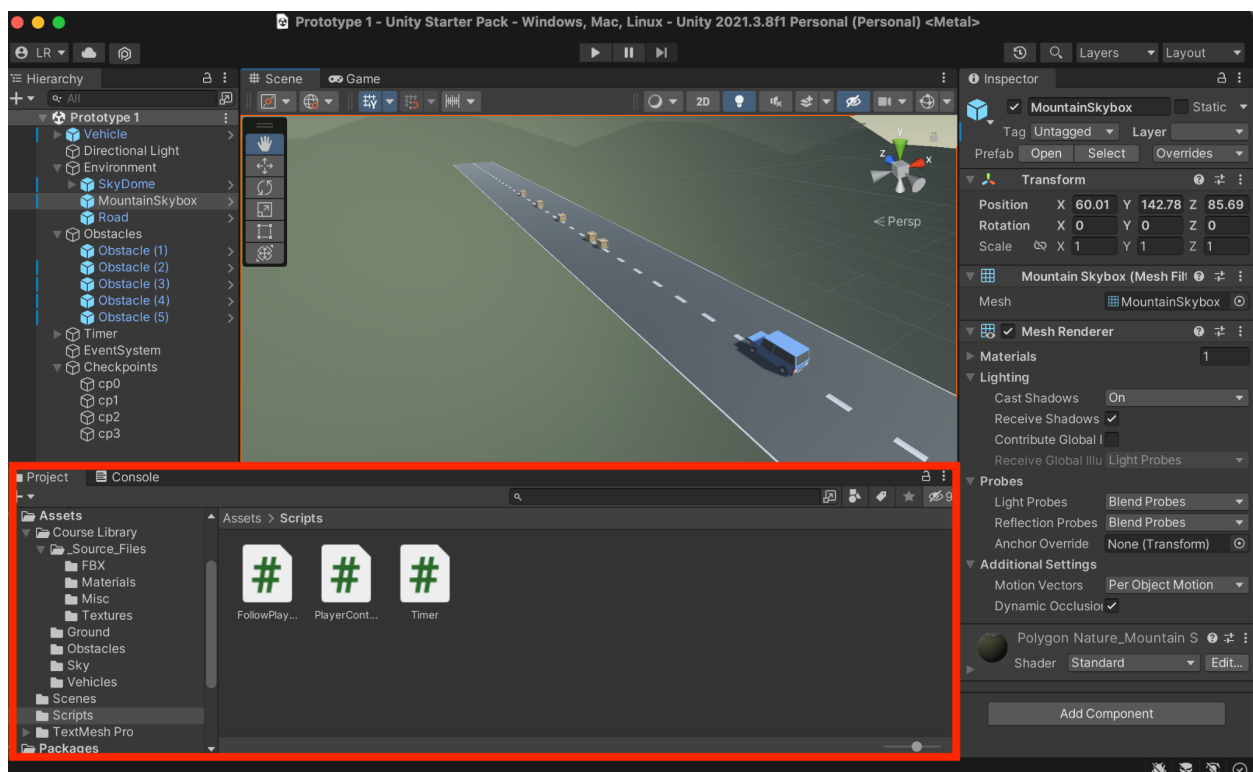 Prototype 1 - Unity Starter Pack - Windows, Mac, Linux - Unity 2021.3.8f1 Personal (Personal) <Metal>
LR
Layers
Layout
Hierarchy
All
Prototype 1
Vehicle
Directional Light
Environment
SkyDome
MountainSkybox
Road
Obstacles
Obstacle (1)
Obstacle (2)
Obstacle (3)
Obstacle (4)
Obstacle (5)
Timer
EventSystem
Checkpoints
cp0
cp1
cp2
cp3
Scene Game
2D
y
z x
< Persp
Inspector
MountainSkybox Static
Tag Untagged Layer
Prefab Open Select Overrides
Transform
Position X 60.01 Y 142.78 Z 85.69
Rotation X 0 Y 0 Z 0
Scale X 1 Y 1 Z 1
Mountain Skybox (Mesh Filt
Mesh MountainSkybox
Mesh Renderer
Materials 1
Lighting
Cast Shadows On
Receive Shadows
Contribute Global I
Receive Global Illu Light Probes
Probes
Light Probes Blend Probes
Reflection Probes Blend Probes
Anchor Override None (Transform)
Additional Settings
Motion Vectors Per Object Motion
Dynamic Occlusion
Polygon Nature_Mountain S
Shader Standard Edit...
Add Component
Project Console
9
Assets
Course Library
_Source_Files
FBX
Materials
Misc
Textures
Ground
Obstacles
Sky
Vehicles
Scenes
Scripts
TextMesh Pro
Packages
Assets > Scripts
# # #
FollowPlay... PlayerCont... Timer